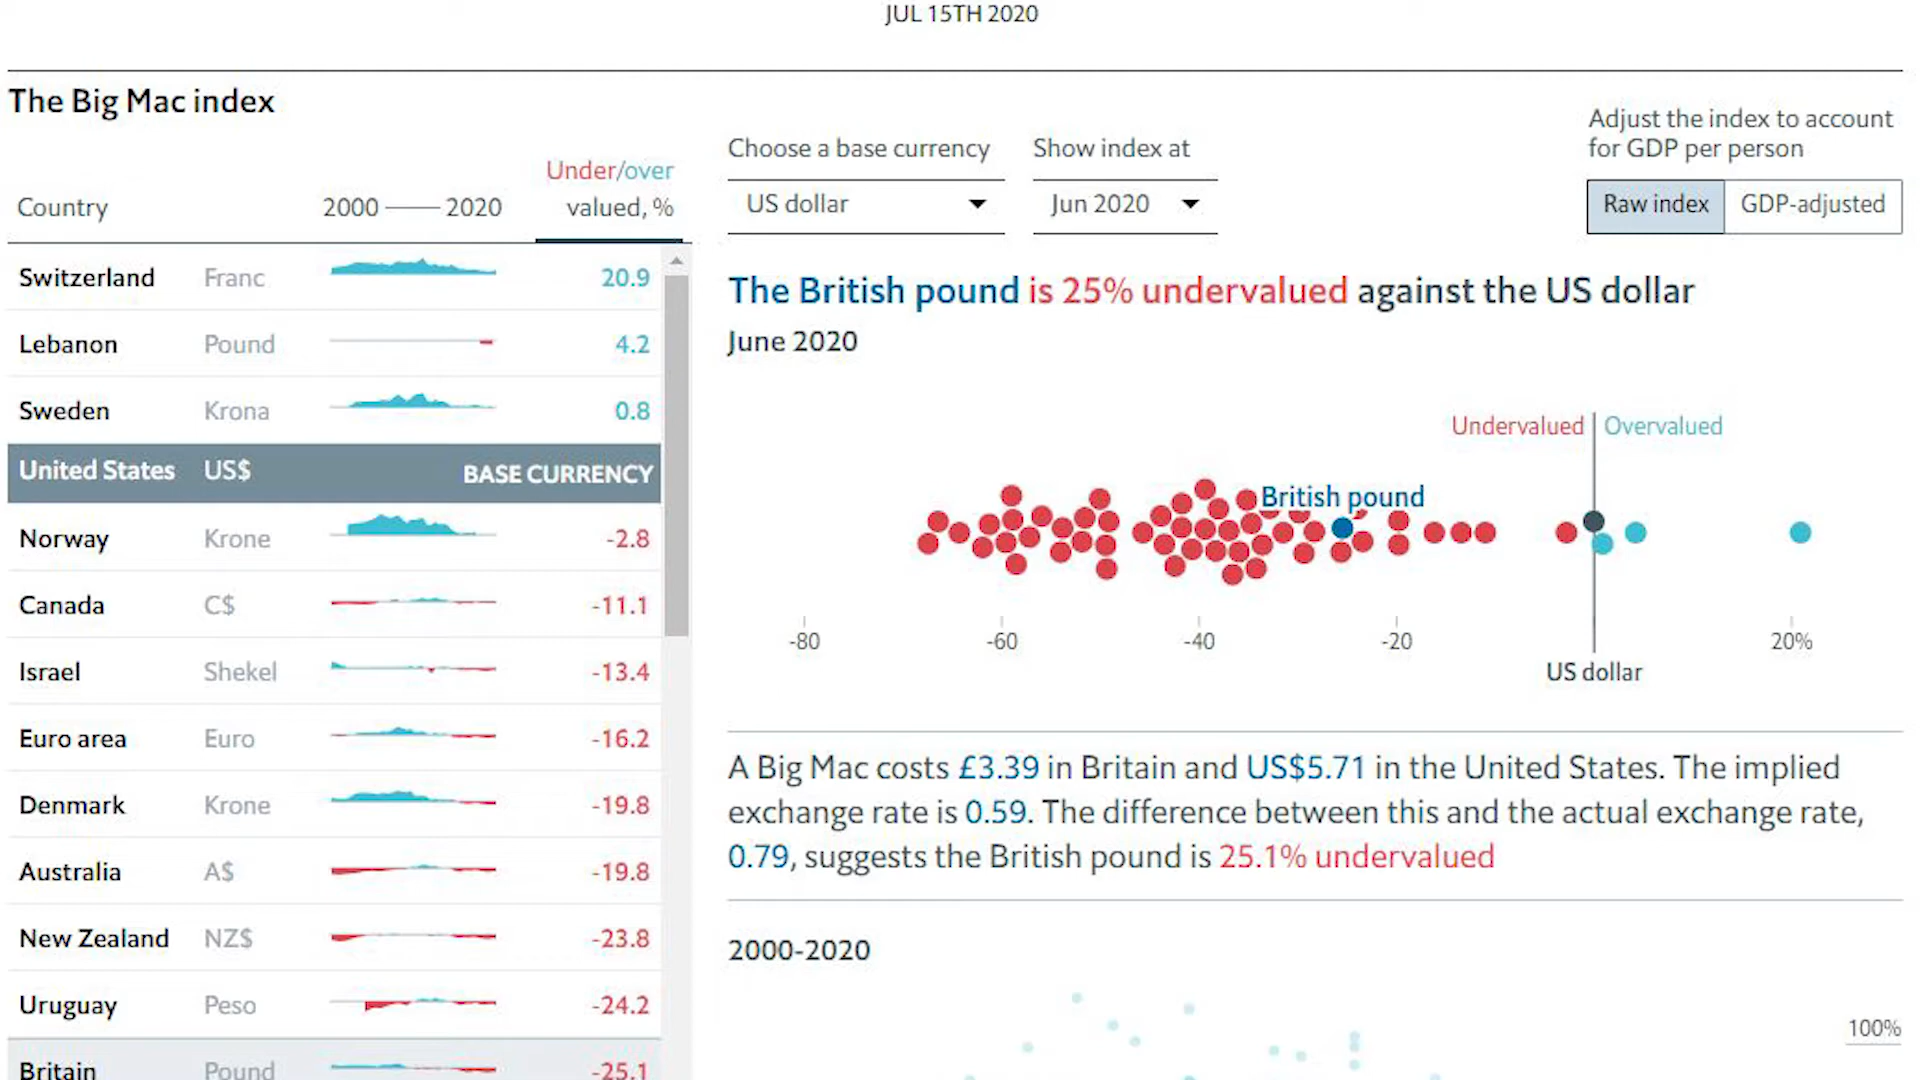 JUL 15TH 2020
The Big Mac index
Country
2000 — 2020
Under/over
valued, %
Switzerland Franc 20.9
Lebanon Pound 4.2
Sweden Krona 0.8
United States US$ BASE CURRENCY
Norway Krone -2.8
Canada C$ -11.1
Israel Shekel -13.4
Euro area Euro -16.2
Denmark Krone -19.8
Australia A$ -19.8
New Zealand NZ$ -23.8
Uruguay Peso -24.2
Britain Pound -25.1
Choose a base currency
US dollar
Show index at
Jun 2020
Adjust the index to account
for GDP per person
Raw index GDP-adjusted
The British pound is 25% undervalued against the US dollar
June 2020
Undervalued Overvalued
British pound
-80 -60 -40 -20 20%
US dollar
A Big Mac costs £3.39 in Britain and US$5.71 in the United States. The implied
exchange rate is 0.59. The difference between this and the actual exchange rate,
0.79, suggests the British pound is 25.1% undervalued
2000-2020
100%